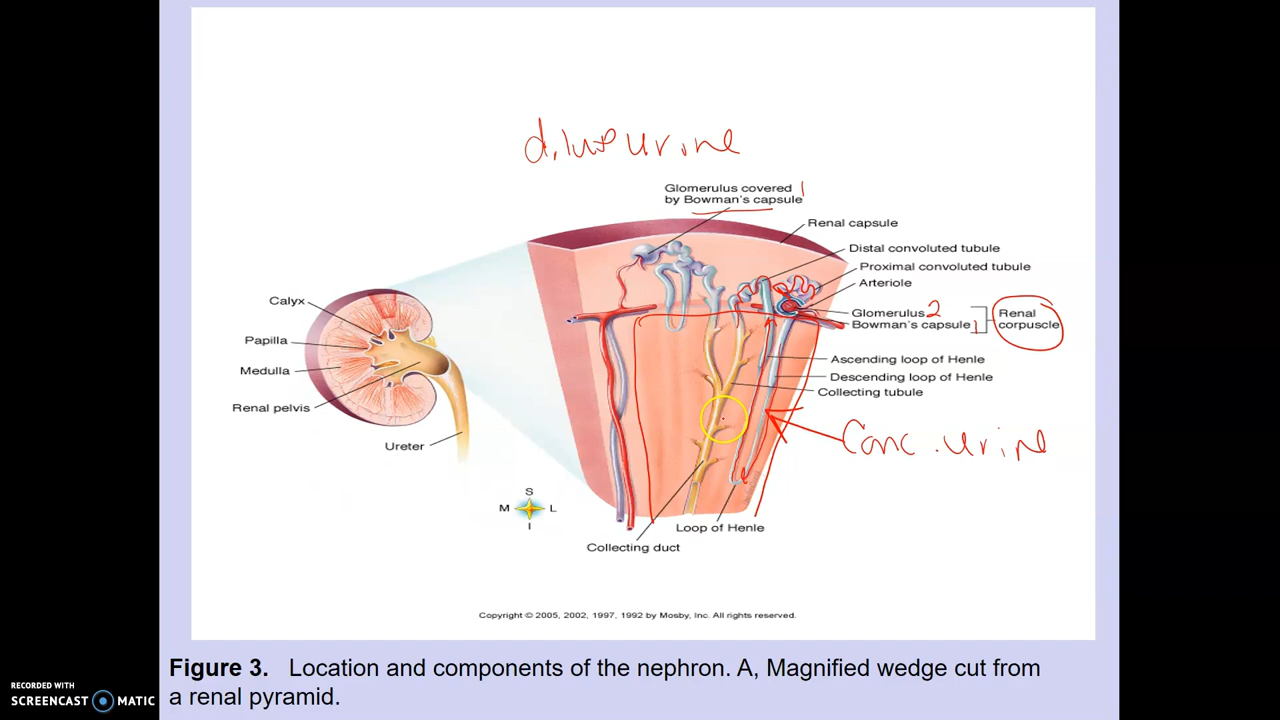 dilute urine
Glomerulus covered 1
by Bowman's capsule
Renal capsule
Distal convoluted tubule
Proximal convoluted tubule
Arteriole
Glomerulus 2
Bowman's capsule 1
Renal
corpuscle
Ascending loop of Henle
Descending loop of Henle
Collecting tubule
Conc. urine
Calyx
Papilla
Medulla
Renal pelvis
Ureter
S
M L
I
Loop of Henle
Collecting duct
Copyright © 2005, 2002, 1997, 1992 by Mosby, Inc. All rights reserved.
Figure 3. Location and components of the nephron. A, Magnified wedge cut from
a renal pyramid.
RECORDED WITH
SCREENCAST MATIC